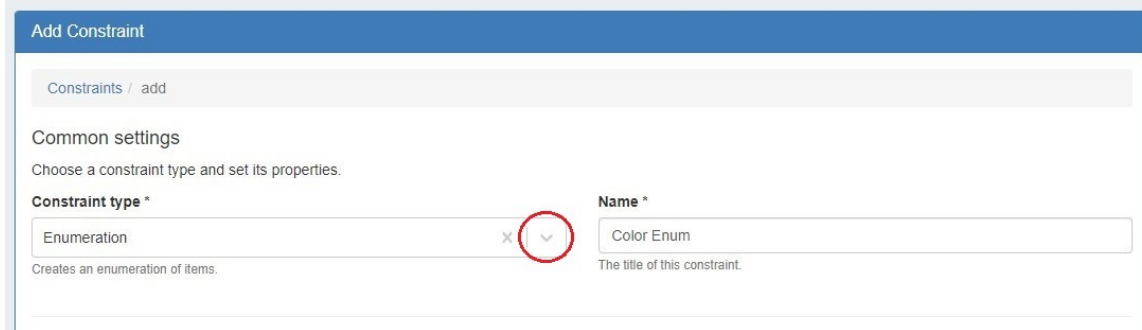 Add Constraint
Constraints / add
Common settings
Choose a constraint type and set its properties.
Constraint type *
Name *
Enumeration
Color Enum
Creates an enumeration of items.
The title of this constraint.